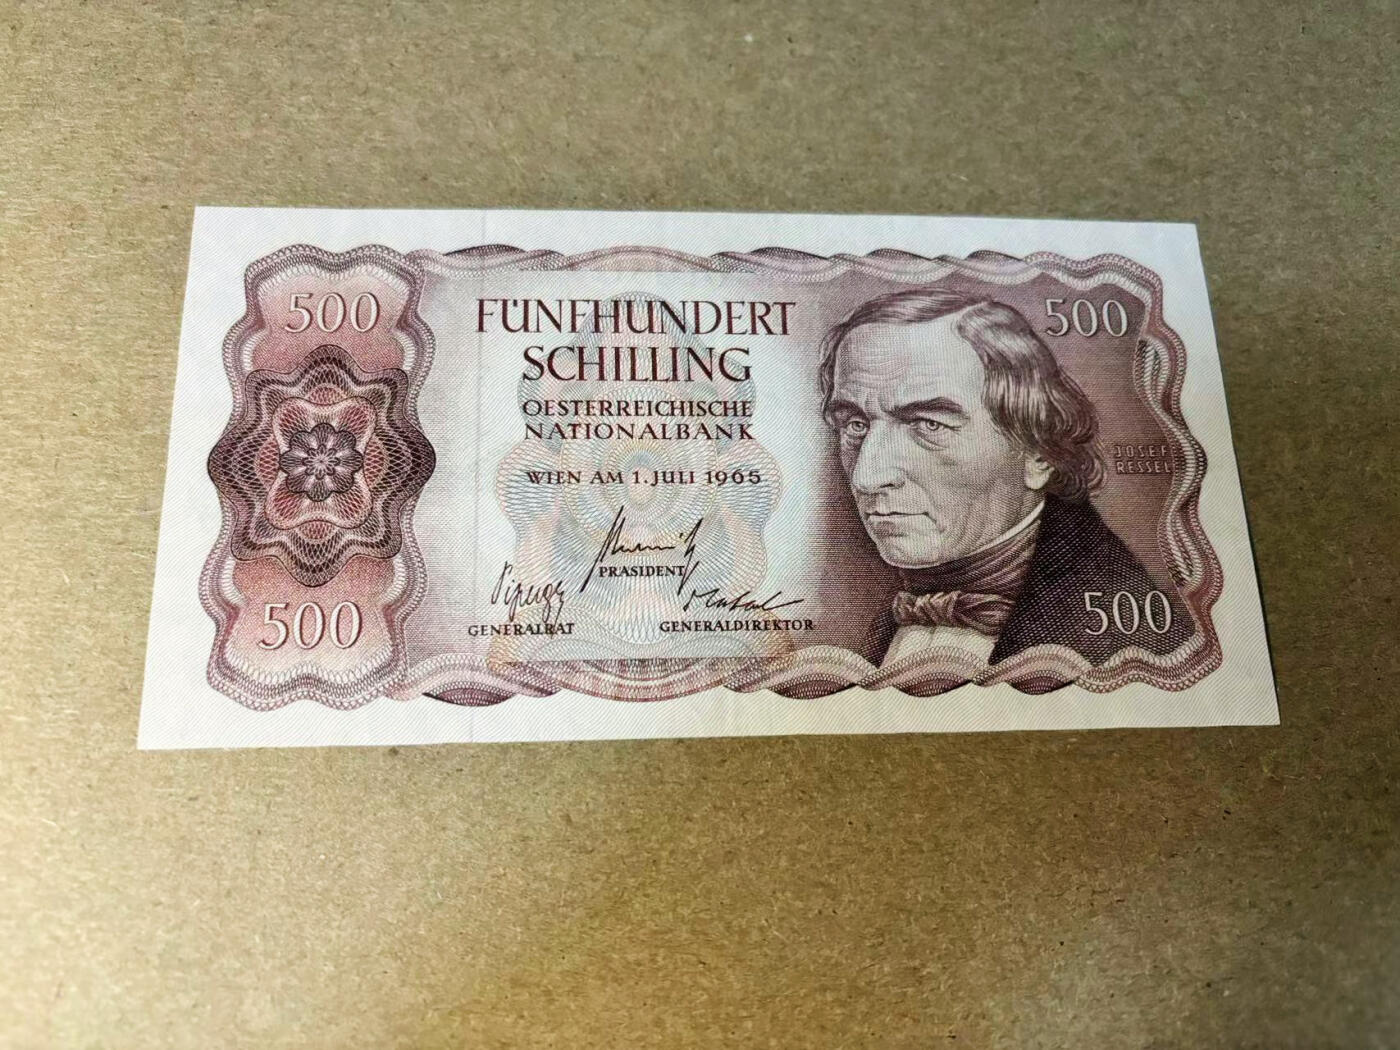 500
500
FÜNFHUNDERT
SCHILLING
OESTERREICHISCHE
NATIONALBANK
WIEN AM 1. JULI 1965
JOSEF
RESSEL
PRÄSIDENT
GENERALRAT
GENERALDIREKTOR
500
500